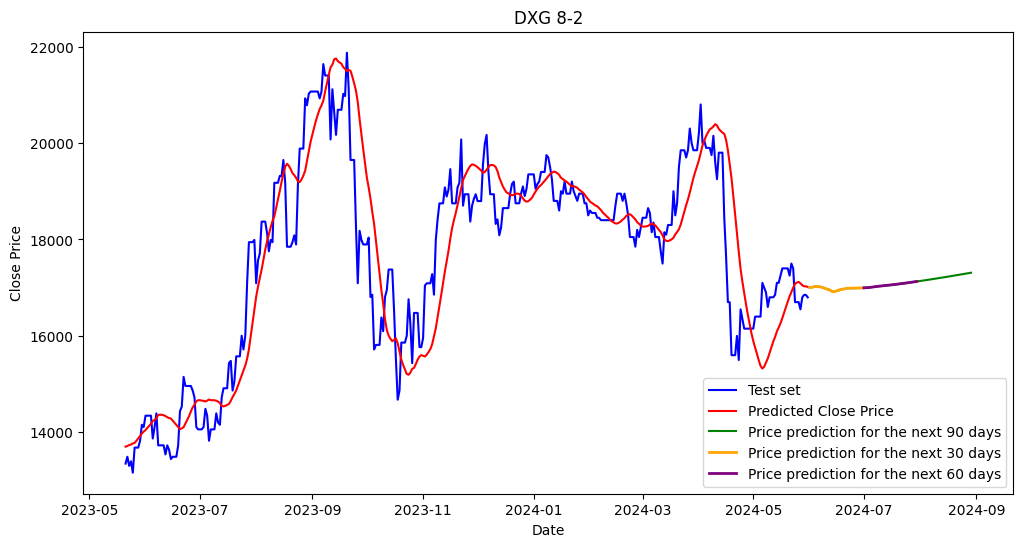 DXG 8-2
Close Price
22000
20000
18000
16000
14000
2023-05
2023-07
2023-09
2023-11
2024-01
2024-03
2024-05
2024-07
2024-09
Date
Test set
Predicted Close Price
Price prediction for the next 90 days
Price prediction for the next 30 days
Price prediction for the next 60 days